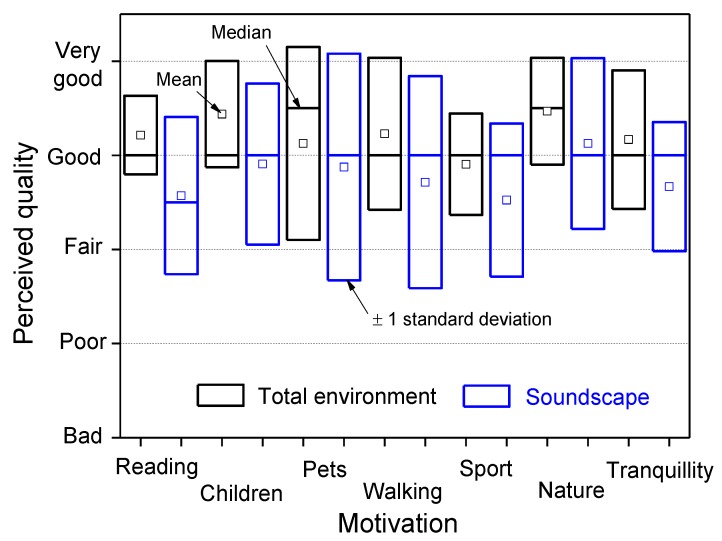 Perceived quality
Very
good
Good
Fair
Poor
Bad
Median
Mean
± 1 standard deviation
Total environment
Soundscape
Reading
Children
Pets
Walking
Sport
Nature
Tranquillity
Motivation